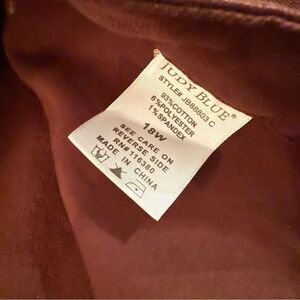 JUDY BLUE®
STYLE# JB88803 C
93%COTTON
6%POLYESTER
1%SPANDEX
18W
SEE CARE ON
REVERSE SIDE
RN# 116380
MADE IN CHINA